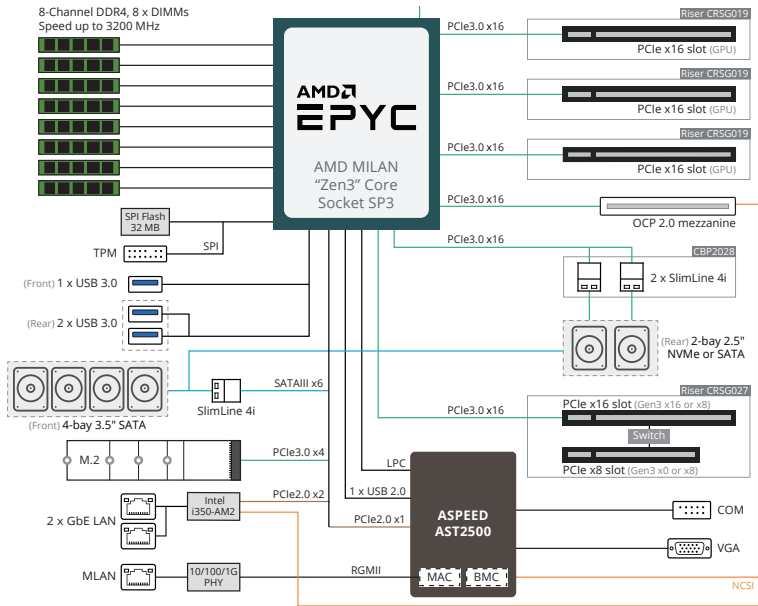 8-Channel DDR4, 8 x DIMMs
Speed up to 3200 MHz
AMD
EPYC
AMD MILAN
“Zen3” Core
Socket SP3
PCIe3.0 x16
Riser CRSG019
PCIe x16 slot (GPU)
PCIe3.0 x16
Riser CRSG019
PCIe x16 slot (GPU)
PCIe3.0 x16
Riser CRSG019
PCIe x16 slot (GPU)
PCIe3.0 x16
OCP 2.0 mezzanine
PCIe3.0 x16
CBP2028
2 x SlimLine 4i
(Rear) 2-bay 2.5"
NVMe or SATA
SPI Flash
32 MB
SPI
TPM
(Front) 1 x USB 3.0
(Rear) 2 x USB 3.0
SATAIII x6
SlimLine 4i
(Front) 4-bay 3.5" SATA
Riser CRSG027
PCIe3.0 x16
PCIe x16 slot (Gen3 x16 or x8)
Switch
PCIe x8 slot (Gen3 x0 or x8)
M.2
PCIe3.0 x4
LPC
1 x USB 2.0
PCIe2.0 x2
PCIe2.0 x1
2 x GbE LAN
Intel
i350-AM2
ASPEED
AST2500
COM
VGA
MLAN
10/100/1G
PHY
RGMII
MAC
BMC
NCSI